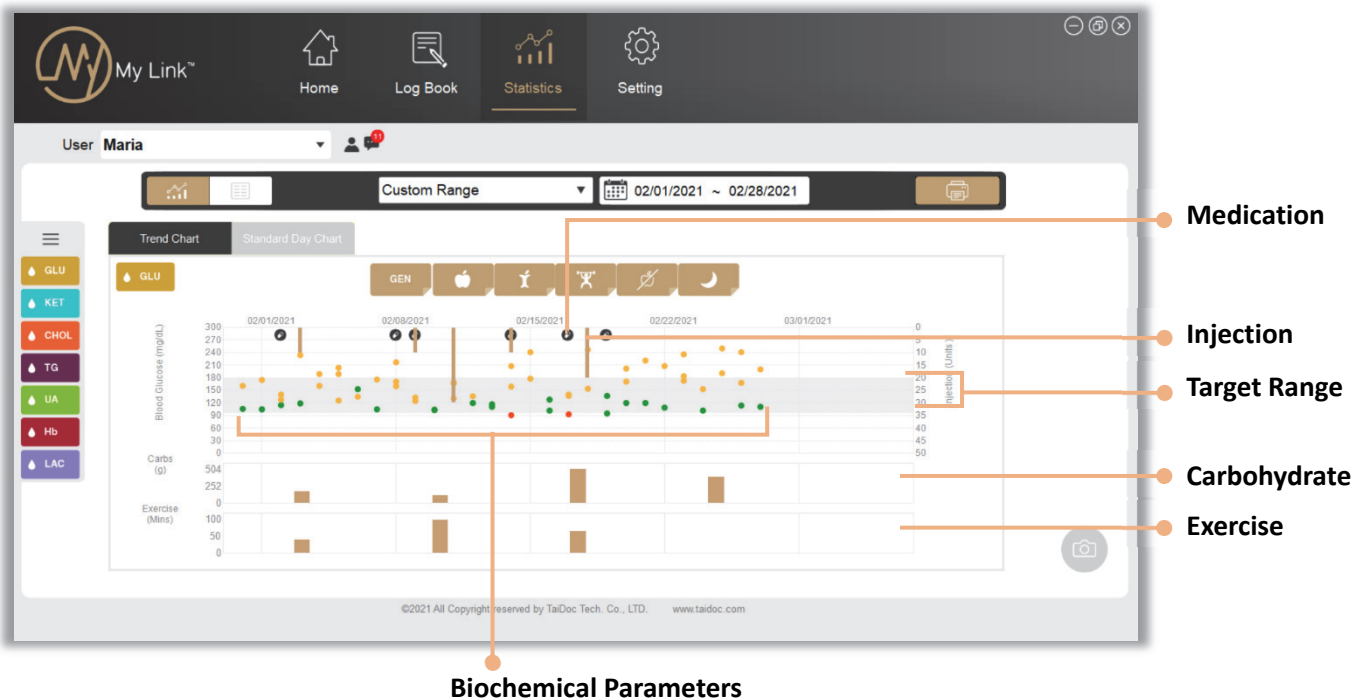 My Link™
Home
Log Book
Statistics
Setting
User Maria
11
Custom Range
02/01/2021 ~ 02/28/2021
Medication
Trend Chart
Standard Day Chart
GLU
KET
CHOL
TG
UA
Hb
LAC
GLU
GEN
02/01/2021
02/08/2021
02/15/2021
02/22/2021
03/01/2021
Blood Glucose (mg/dL)
300
270
240
210
180
150
120
90
60
30
0
0
5
10
15
20
25
30
35
40
45
50
Injection (Units)
Injection
Target Range
Carbs
(g)
504
252
0
Carbohydrate
Exercise
(Mins)
100
50
0
Exercise
©2021 All Copyright reserved by TaiDoc Tech. Co., LTD. www.taidoc.com
Biochemical Parameters